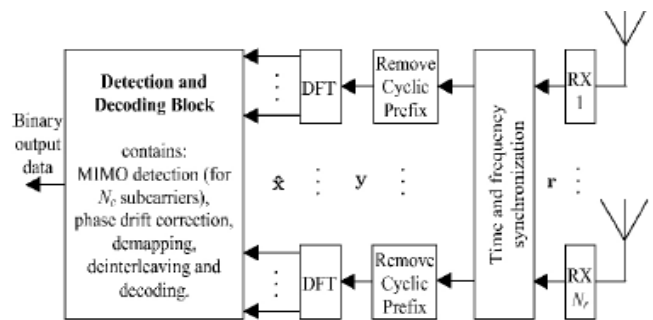 Detection and
Decoding Block
contains:
MIMO detection (for
N_c subcarriers),
phase drift correction,
demapping,
deinterleaving and
decoding.
Binary
output
data
x̂
y
r
DFT
Remove
Cyclic
Prefix
Time and frequency
synchronization
RX
1
DFT
Remove
Cyclic
Prefix
RX
N_r